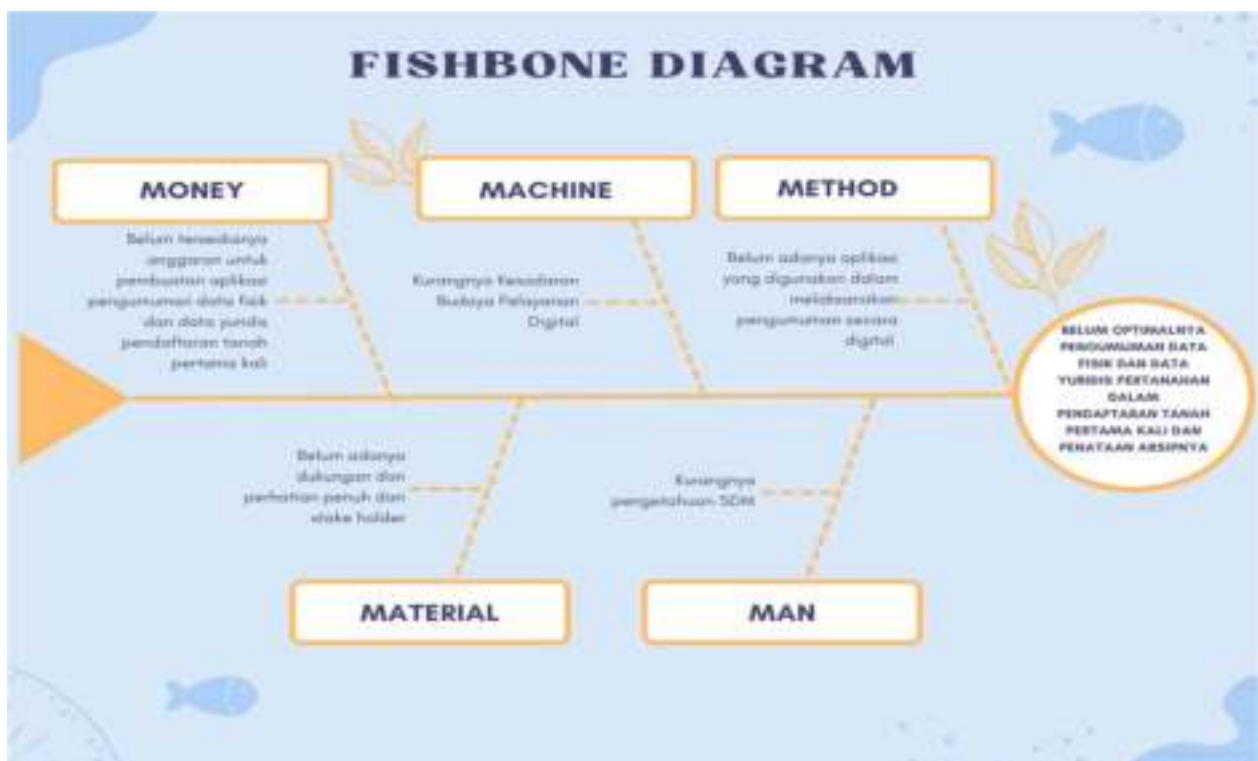 FISHBONE DIAGRAM
MONEY
MACHINE
METHOD
Belum tersedianya
anggaran untuk
pembuatan aplikasi
pengumuman data fisik
dan data yuridis
pendaftaran tanah
pertama kali
Kurangnya Kesadaran
Budaya Pelayanan
Digital
Belum adanya aplikasi
yang digunakan dalam
melaksanakan
pengumuman secara
digital
BELUM OPTIMALNYA
PENGUMUMAN DATA
FISIK DAN DATA
YURIDIS PERTANAHAN
DALAM
PENDAFTARAN TANAH
PERTAMA KALI DAN
PENATAAN ARSIPNYA
Belum adanya
dukungan dan
perhatian penuh dari
stake holder
Kurangnya
pengetahuan SDM
MATERIAL
MAN